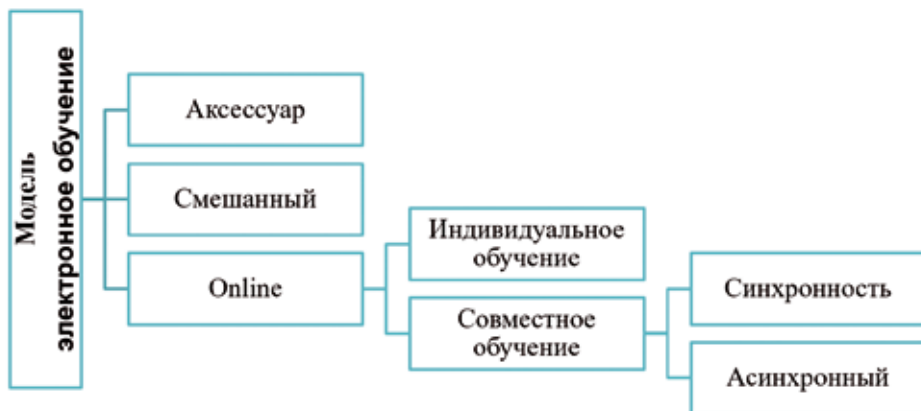 Модель
электронное обучение
Аксессуар
Смешанный
Online
Индивидуальное
обучение
Совместное
обучение
Синхронность
Асинхронный